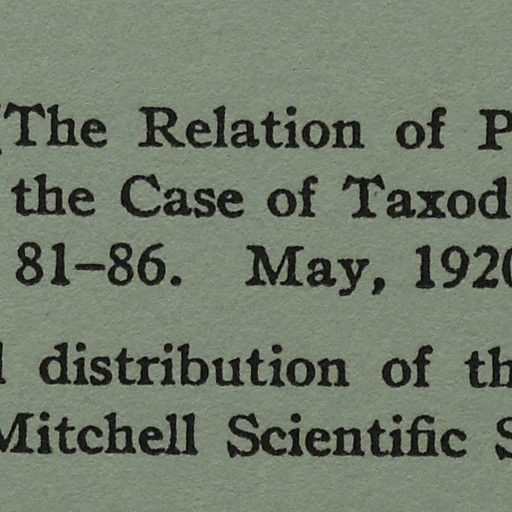 The Relation of P
the Case of Taxod
81–86. May, 1920
distribution of th
Mitchell Scientific S